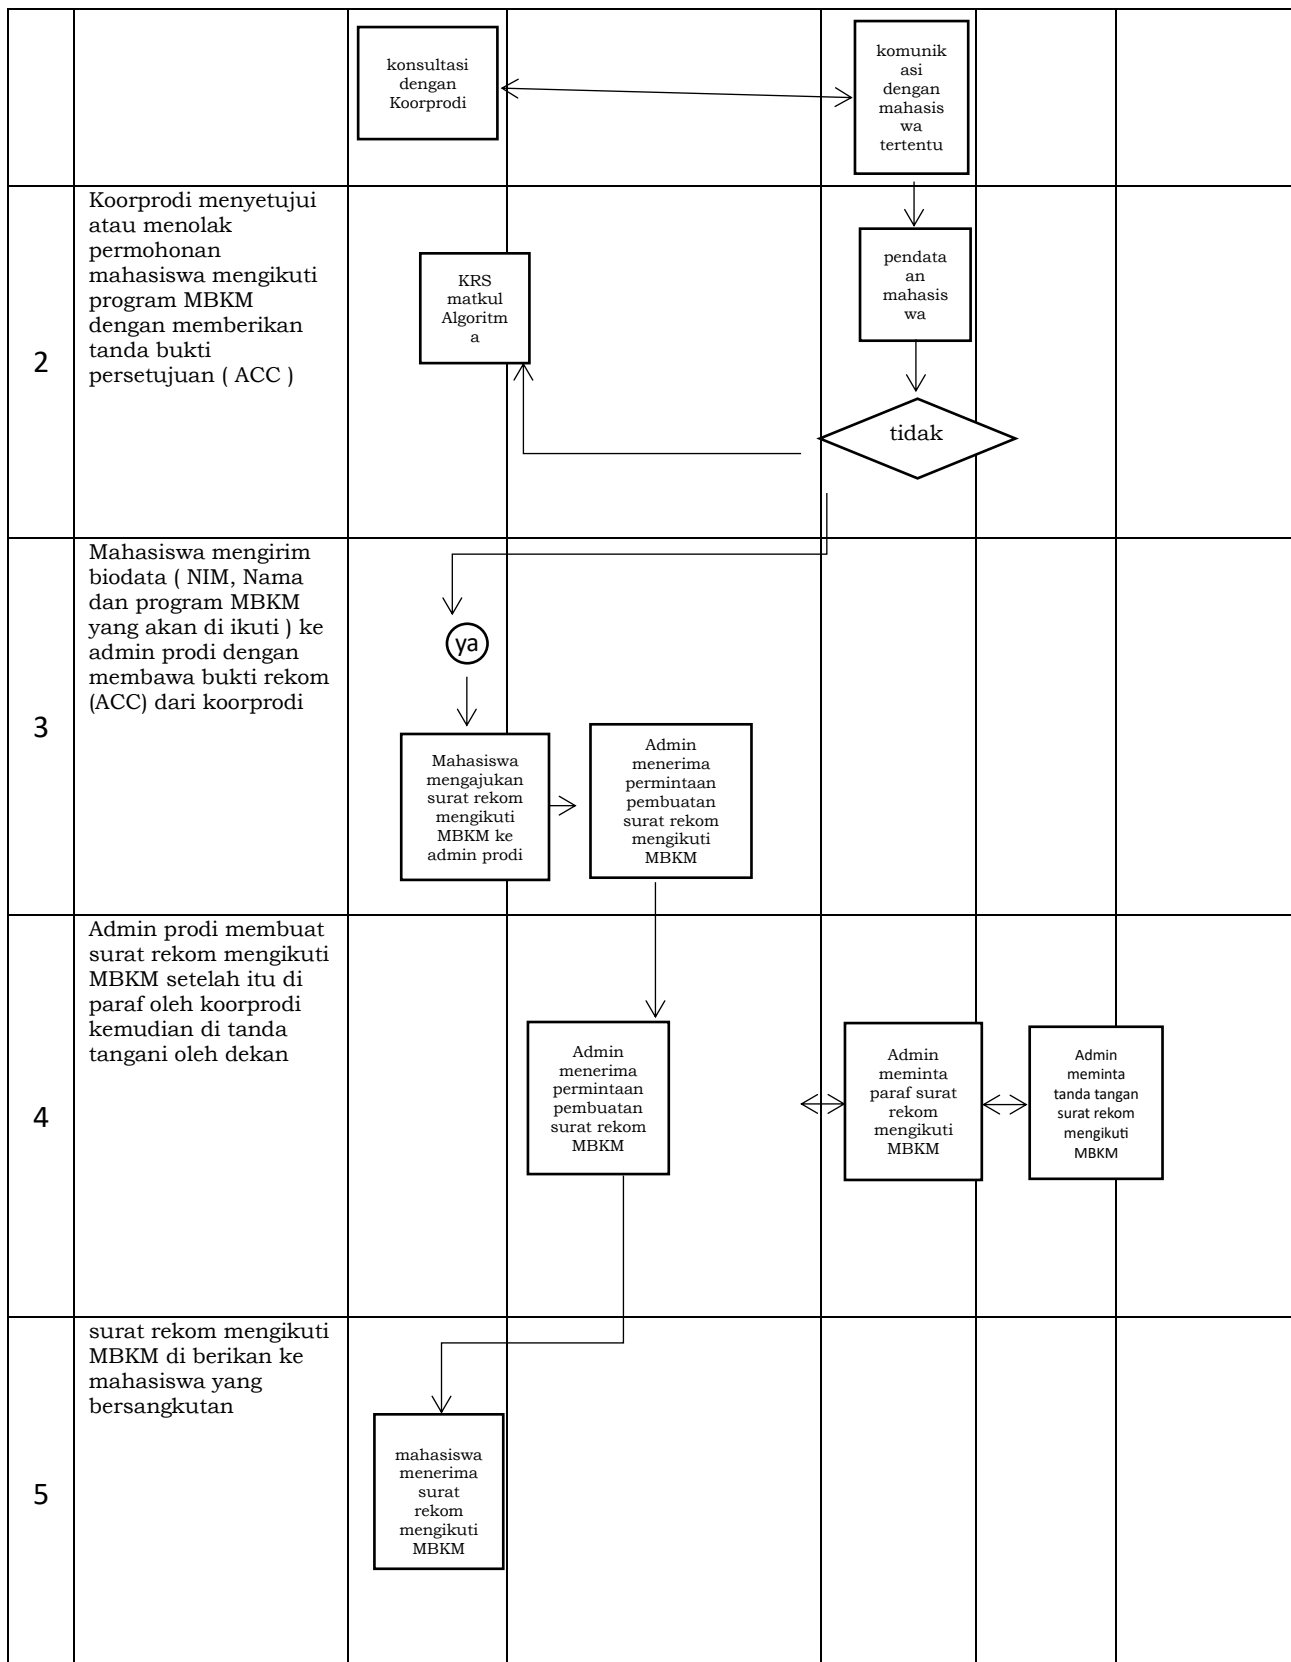 konsultasi
dengan
Koorprodi
komunik
asi
dengan
mahasis
wa
tertentu
2
Koorprodi menyetujui
atau menolak
permohonan
mahasiswa mengikuti
program MBKM
dengan memberikan
tanda bukti
persetujuan ( ACC )
KRS
matkul
Algoritm
a
pendata
an
mahasis
wa
tidak
3
Mahasiswa mengirim
biodata ( NIM, Nama
dan program MBKM
yang akan di ikuti ) ke
admin prodi dengan
membawa bukti rekom
(ACC) dari koorprodi
ya
Mahasiswa
mengajukan
surat rekom
mengikuti
MBKM ke
admin prodi
Admin
menerima
permintaan
pembuatan
surat rekom
mengikuti
MBKM
4
Admin prodi membuat
surat rekom mengikuti
MBKM setelah itu di
paraf oleh koorprodi
kemudian di tanda
tangani oleh dekan
Admin
menerima
permintaan
pembuatan
surat rekom
MBKM
Admin
meminta
paraf surat
rekom
mengikuti
MBKM
Admin
meminta
tanda tangan
surat rekom
mengikuti
MBKM
5
surat rekom mengikuti
MBKM di berikan ke
mahasiswa yang
bersangkutan
mahasiswa
menerima
surat
rekom
mengikuti
MBKM